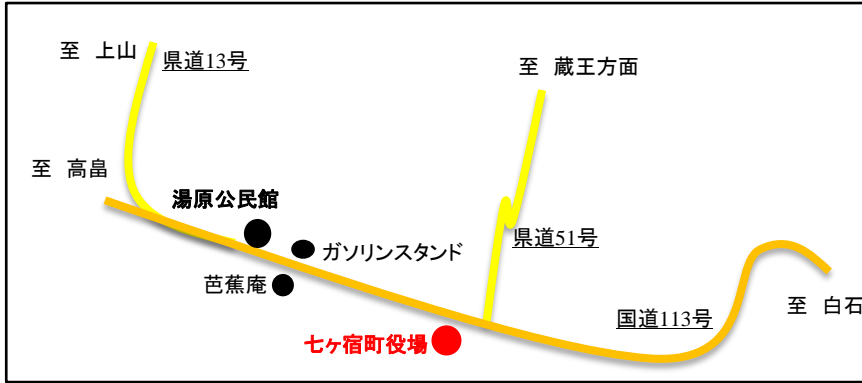 至　上山
県道13号
至　蔵王方面
至　高畠
湯原公民館
ガソリンスタンド
県道51号
芭蕉庵
至　白石
国道113号
七ヶ宿町役場